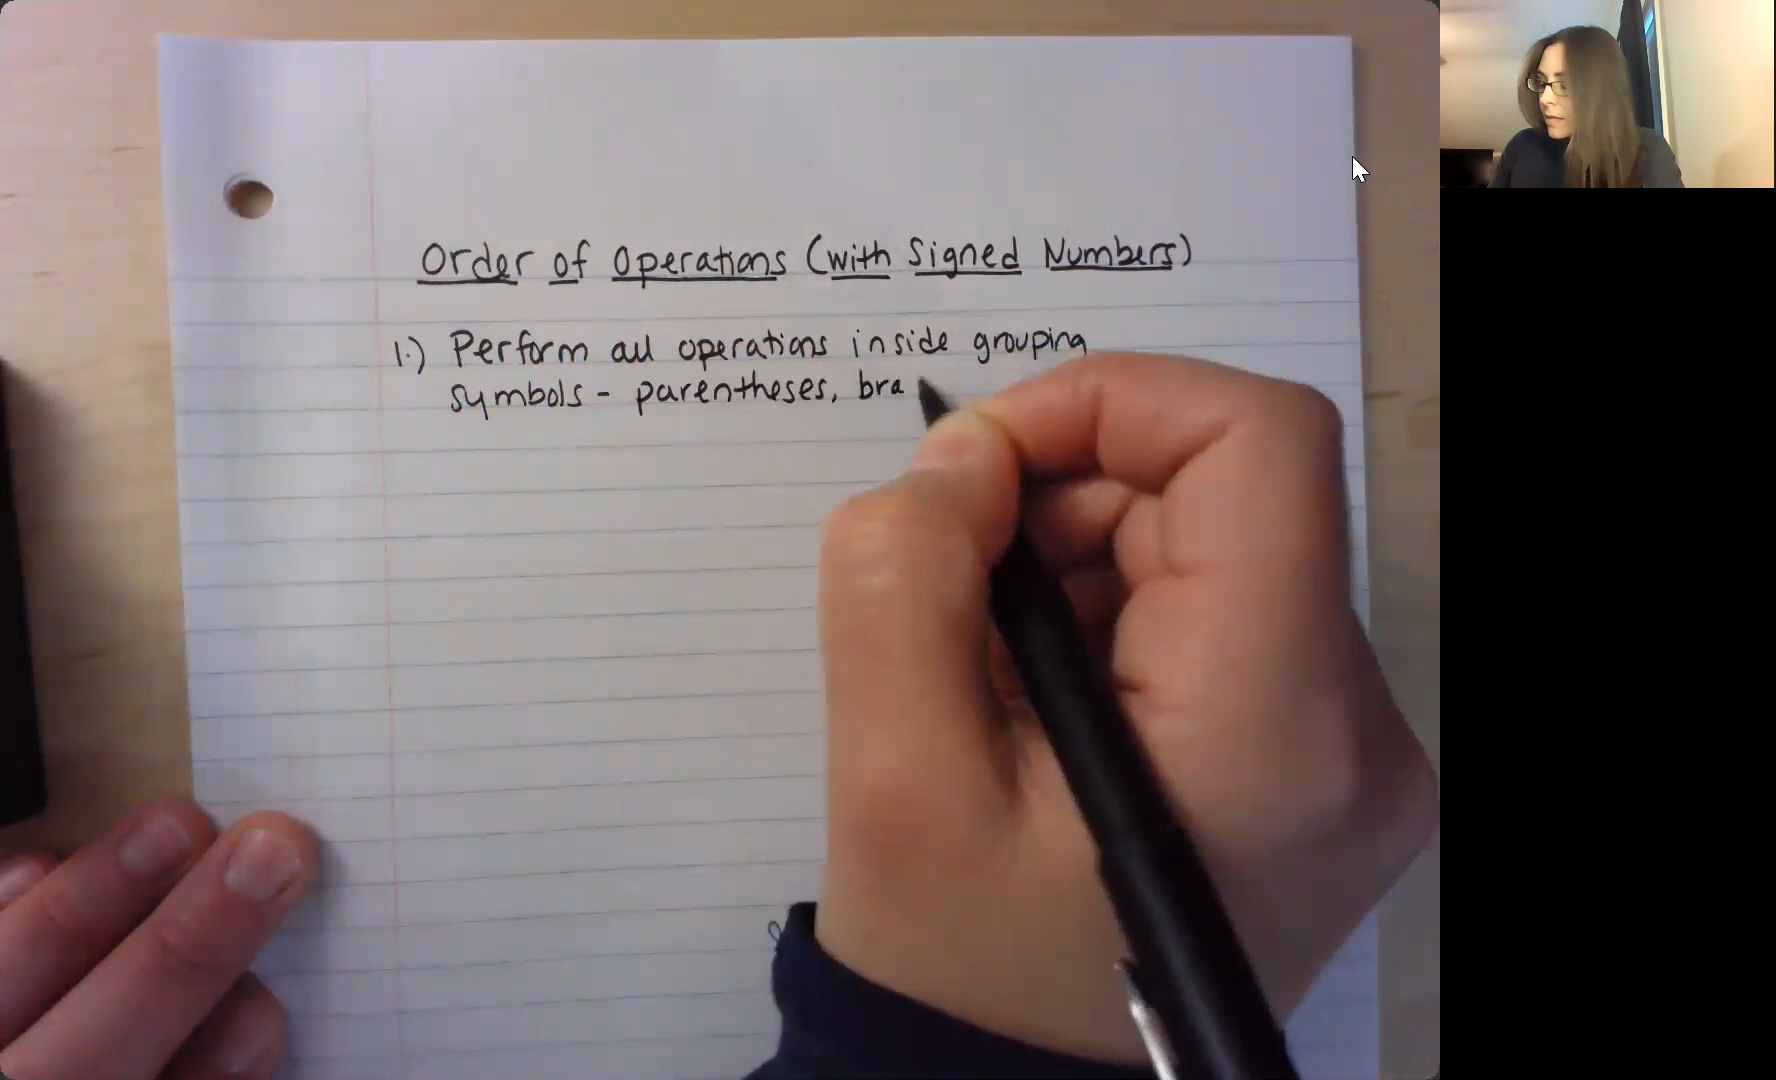 Order of Operations (with Signed Numbers)
1.) Perform all operations inside grouping
symbols - parentheses, bra